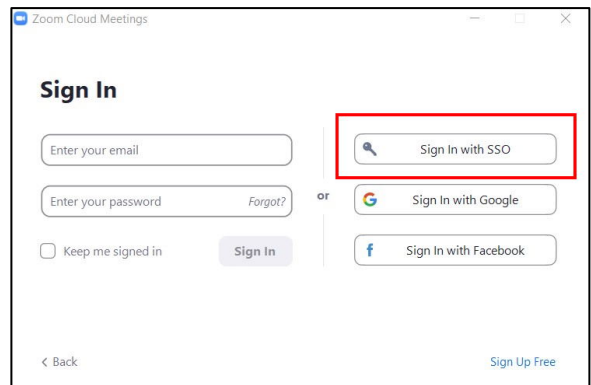 Zoom Cloud Meetings
Sign In
Enter your email
Enter your password Forgot?
Keep me signed in Sign In
or
Sign In with SSO
Sign In with Google
Sign In with Facebook
< Back
Sign Up Free